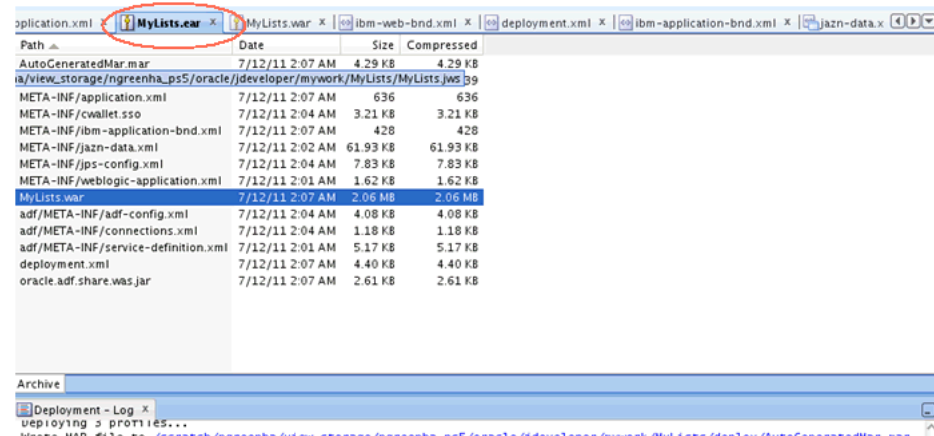 pplication.xml x MyLists.ear x MyLists.war x ibm-web-bnd.xml x deployment.xml x ibm-application-bnd.xml x jazn-data.x
Path Date Size Compressed
AutoGeneratedMar.mar 7/12/11 2:07 AM 4.29 KB 4.29 KB
a/view_storage/ngreenha_ps5/oracle/jdeveloper/mywork/MyLists/MyLists.jws 39
META-INF/application.xml 7/12/11 2:07 AM 636 636
META-INF/cwallet.sso 7/12/11 2:04 AM 3.21 KB 3.21 KB
META-INF/ibm-application-bnd.xml 7/12/11 2:07 AM 428 428
META-INF/jazn-data.xml 7/12/11 2:02 AM 61.93 KB 61.93 KB
META-INF/jps-config.xml 7/12/11 2:04 AM 7.83 KB 7.83 KB
META-INF/weblogic-application.xml 7/12/11 2:01 AM 1.62 KB 1.62 KB
MyLists.war 7/12/11 2:07 AM 2.06 MB 2.06 MB
adf/META-INF/adf-config.xml 7/12/11 2:04 AM 4.08 KB 4.08 KB
adf/META-INF/connections.xml 7/12/11 2:04 AM 1.18 KB 1.18 KB
adf/META-INF/service-definition.xml 7/12/11 2:01 AM 5.17 KB 5.17 KB
deployment.xml 7/12/11 2:07 AM 4.40 KB 4.40 KB
oracle.adf.share.was.jar 7/12/11 2:07 AM 2.61 KB 2.61 KB
Archive
Deployment - Log x
Deploying 3 profiles...